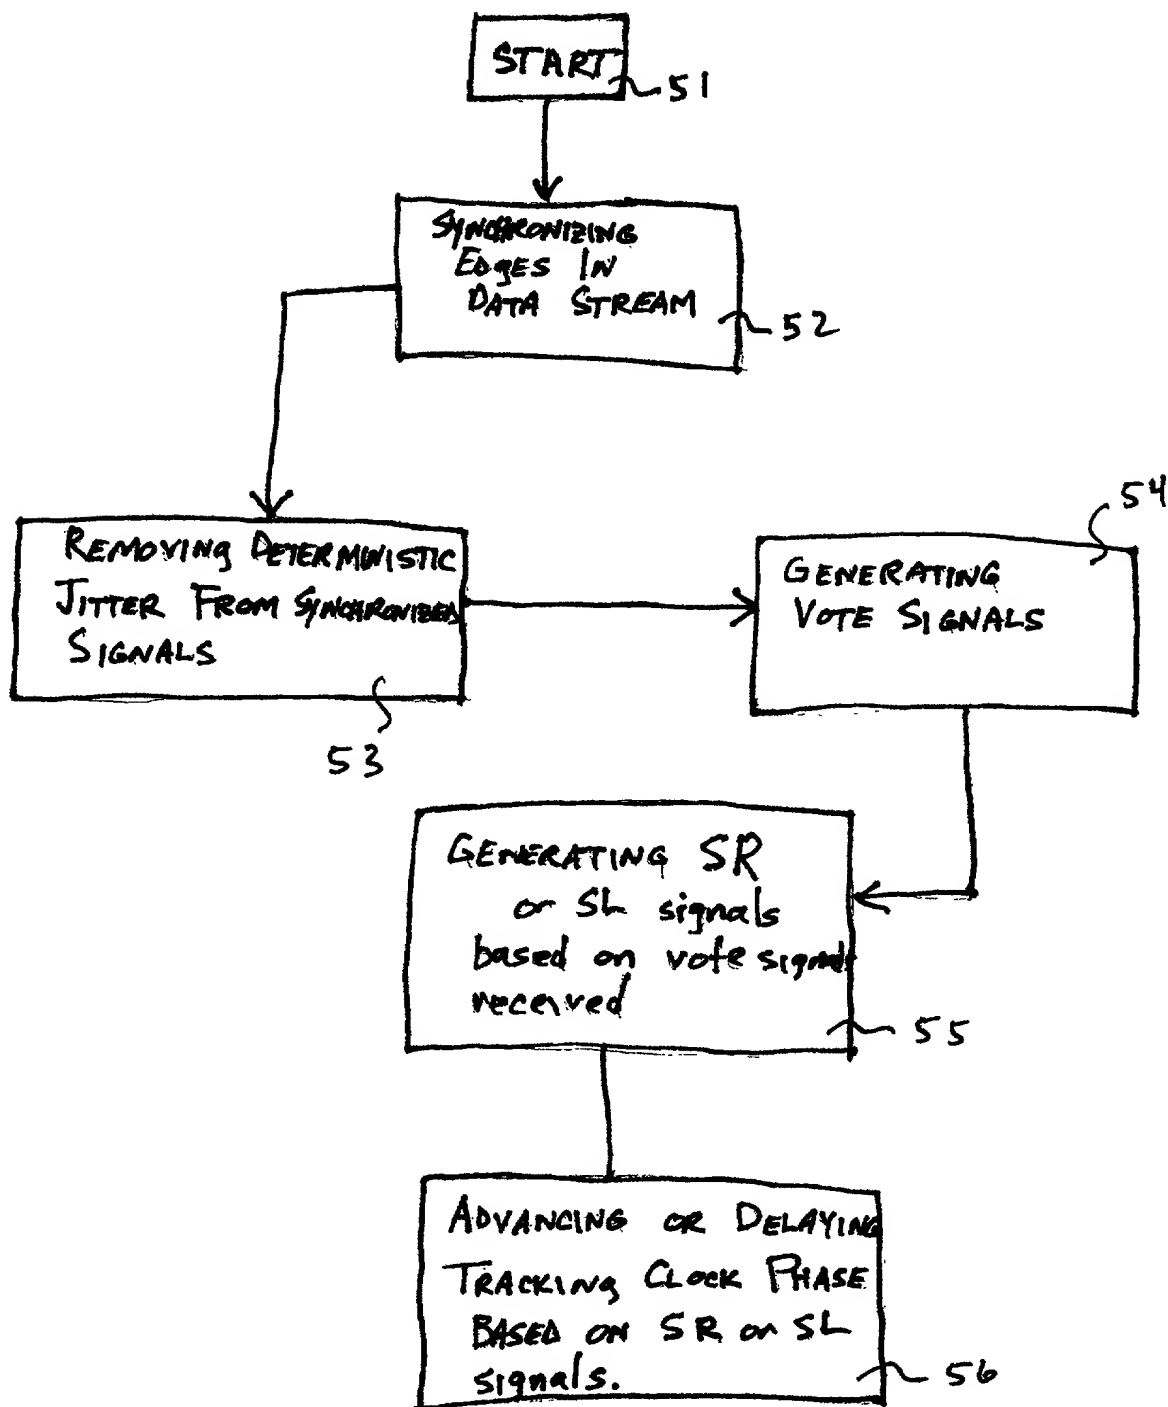 START
51
SYNCHRONIZING
EDgES IN
DATA STREAM
52
REMOVINg DETERMINISTIC
JITTER FROM SYNCHRONIZED
SIGNALS
53
54
GENERATING
VOTE SIGNALS
GENERATING SR
or SL signals
based on vote signals
received
55
ADVANCING OR DELAYING
TRACKINg CLOCK PHASE
BASED ON SR or SL
signals.
56